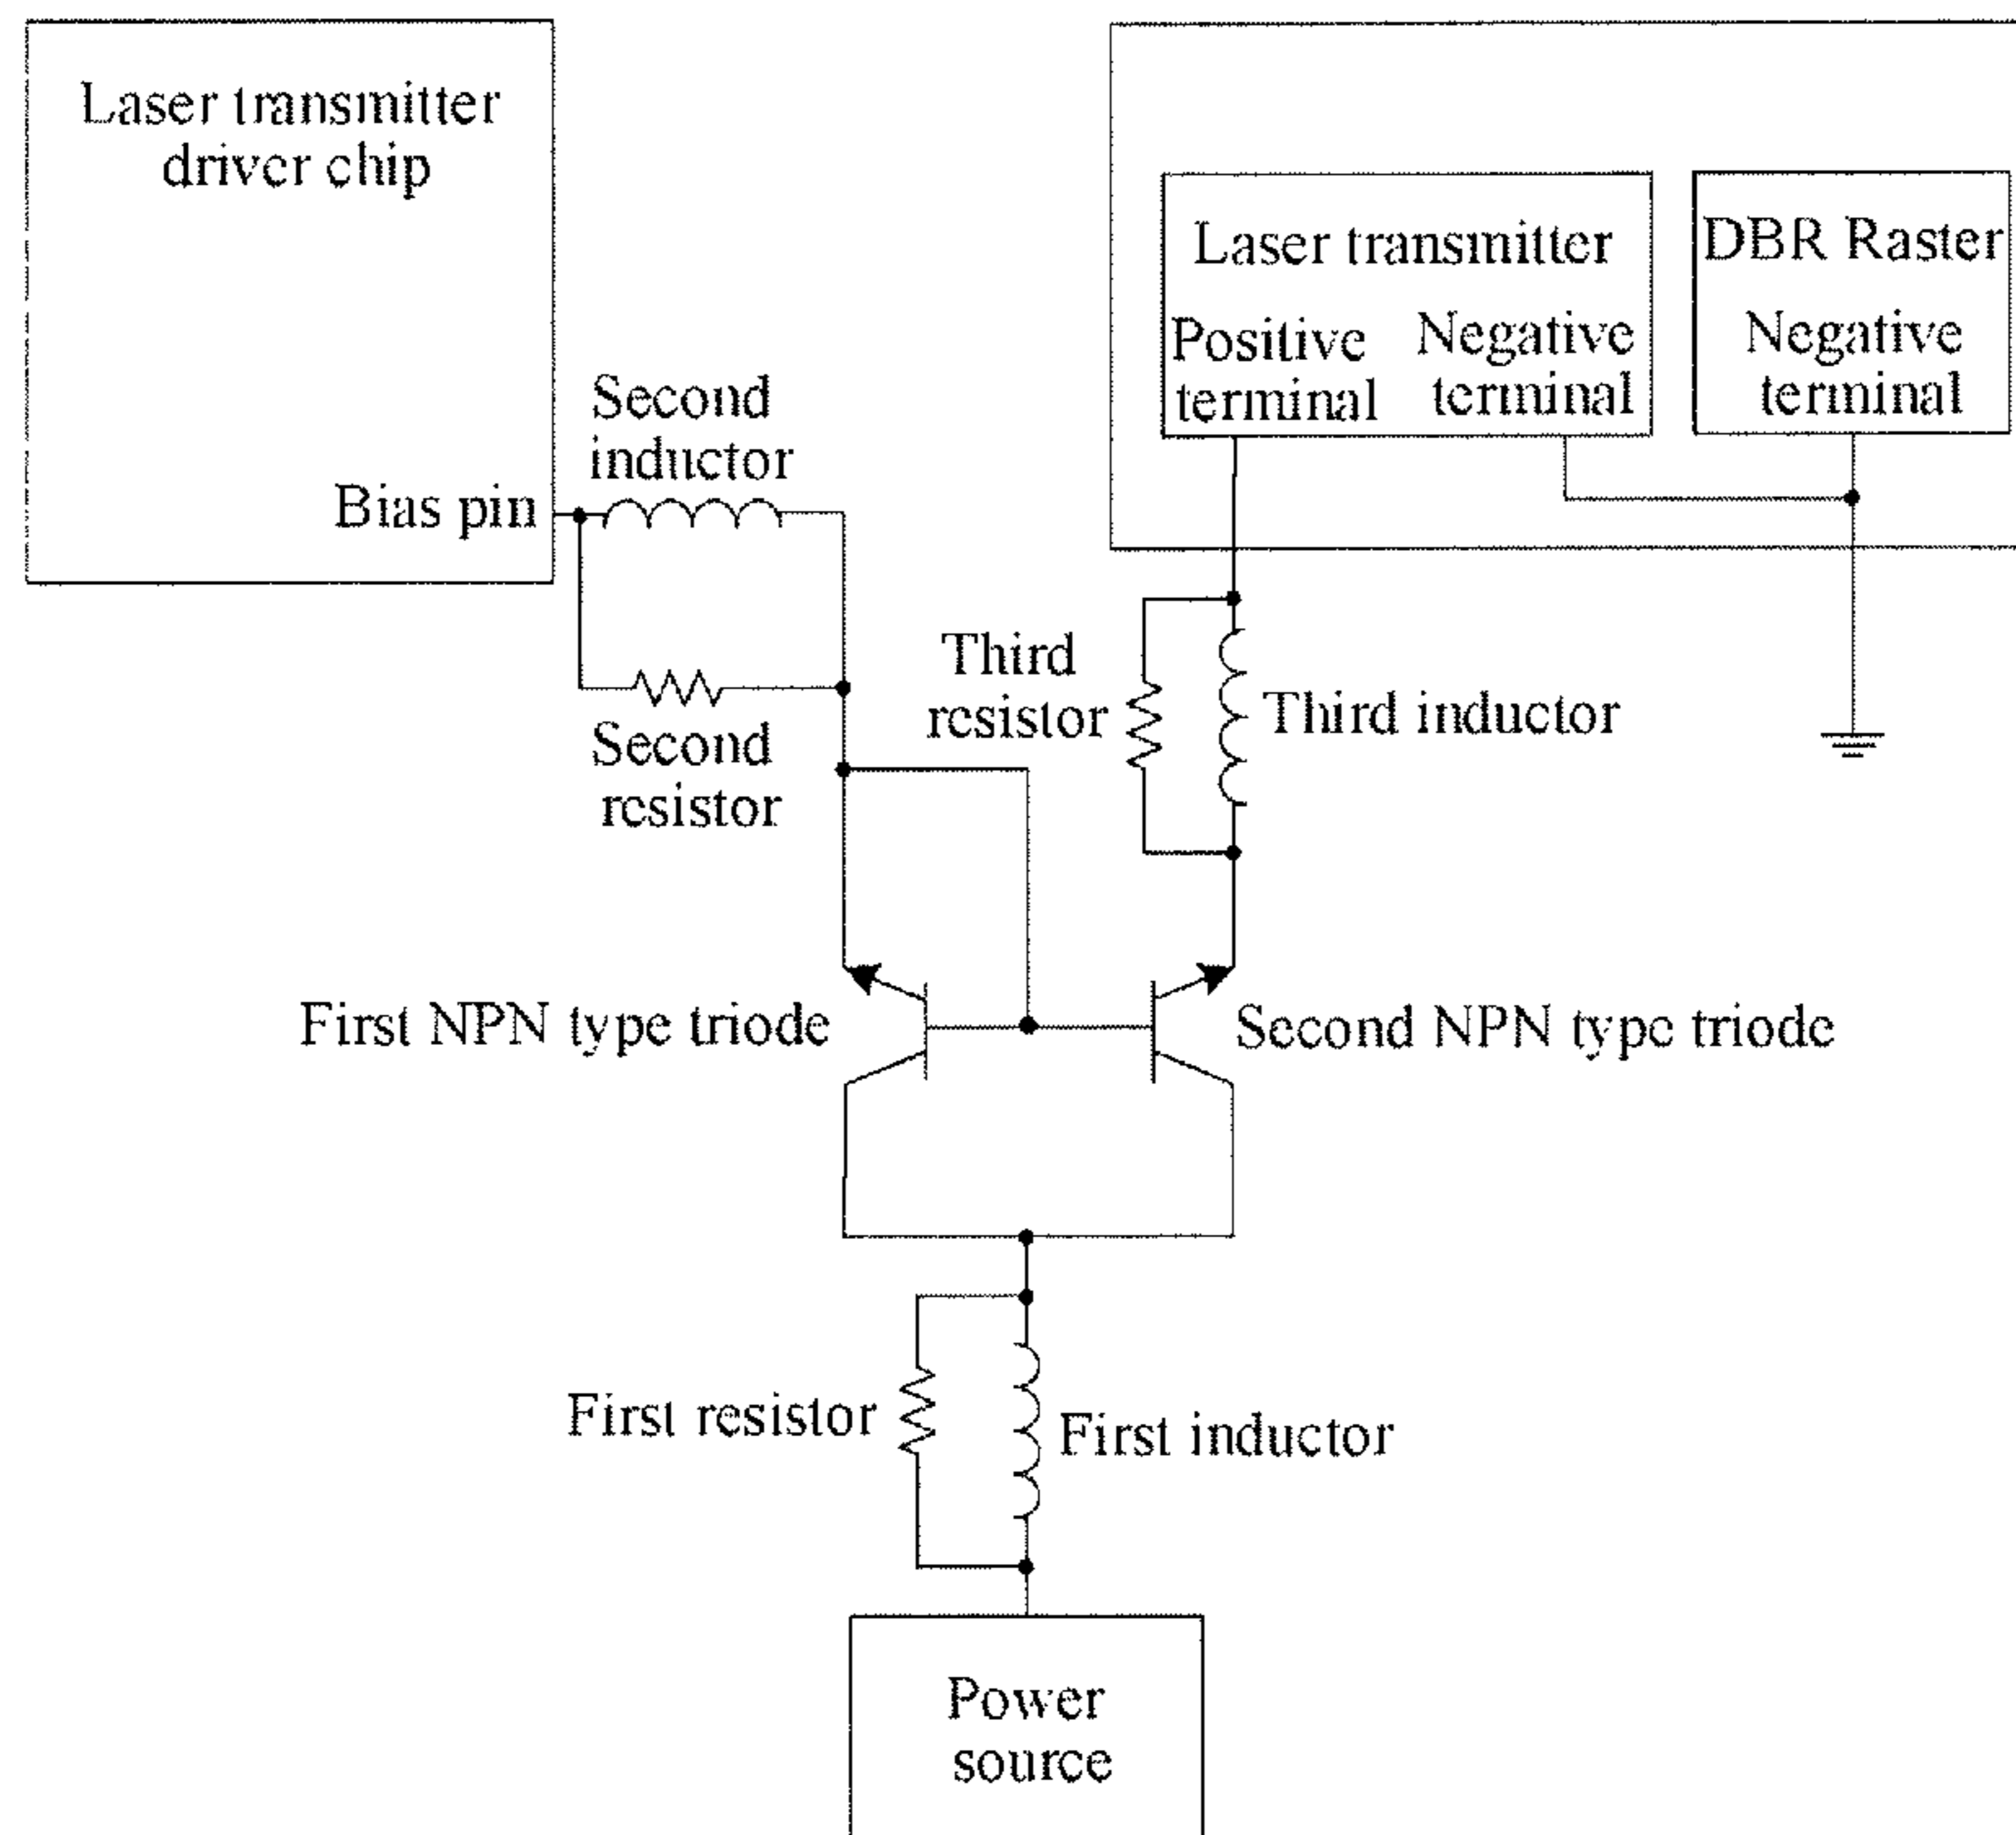 Laser transmitter
driver chip
Bias pin
Second
inductor
Second
resistor
Laser transmitter
Positive
terminal
Negative
terminal
DBR Raster
Negative
terminal
Third
resistor
Third inductor
First NPN type triode
Second NPN type triode
First resistor
First inductor
Power
source